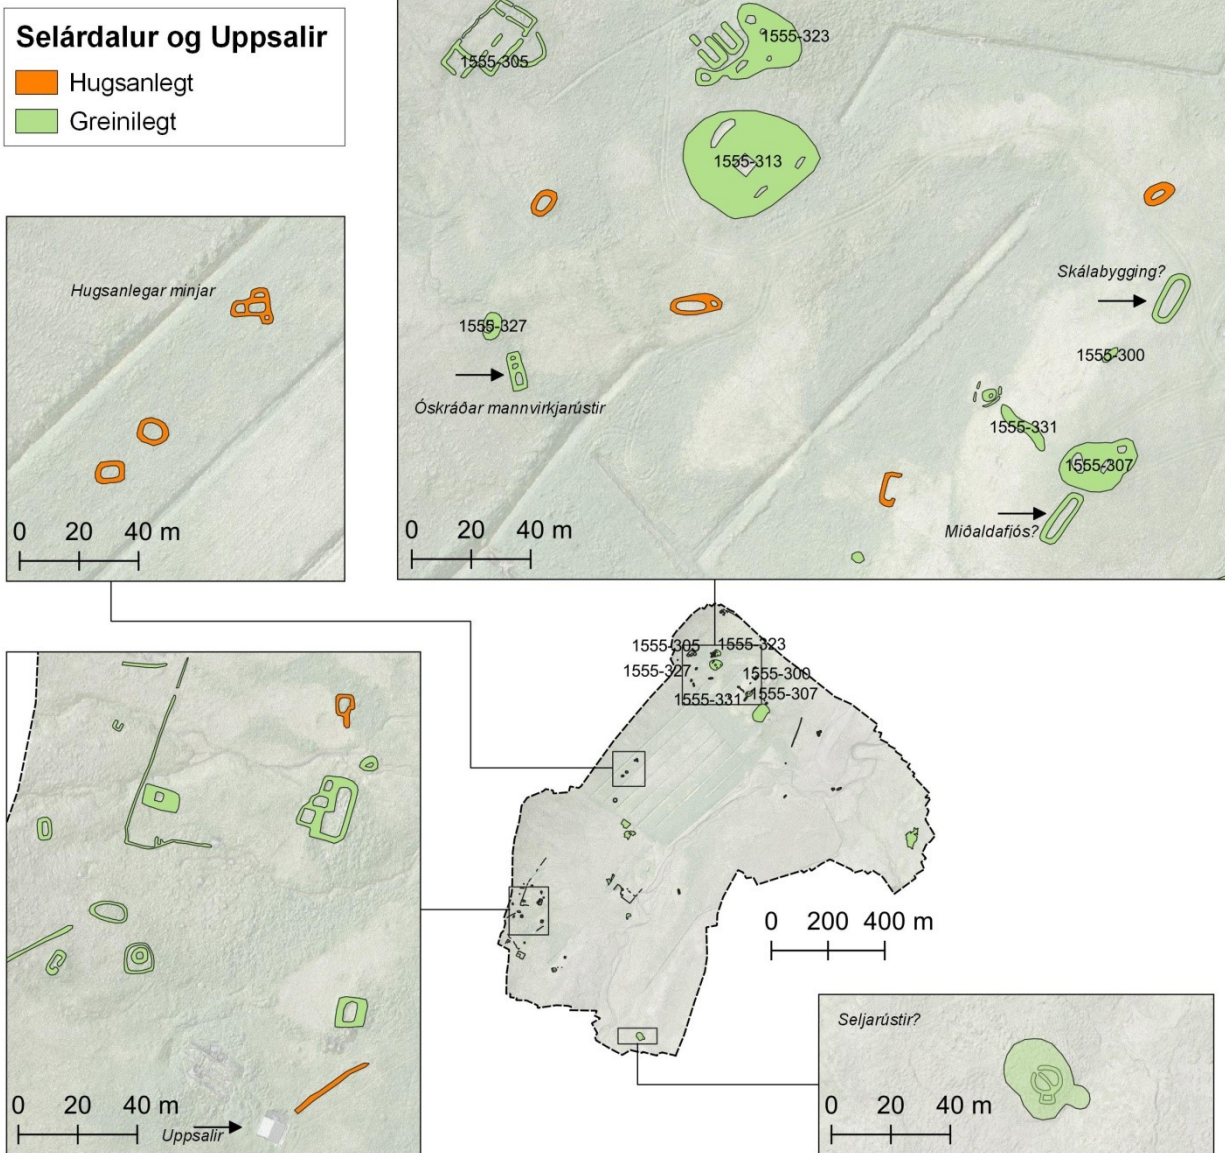 Selárdalur og Uppsalir
Hugsanlegt
Greinilegt
1555-305
1555-323
1555-313
Skálabygging?
1555-327
1555-300
Óskráðar mannvirkjarústir
1555-331
1555-307
Miðaldafjós?
0 20 40 m
Hugsanlegar minjar
0 20 40 m
1555-305
1555-323
1555-327
1555-300
1555-331
1555-307
0 200 400 m
Uppsalir
0 20 40 m
Seljarústir?
0 20 40 m